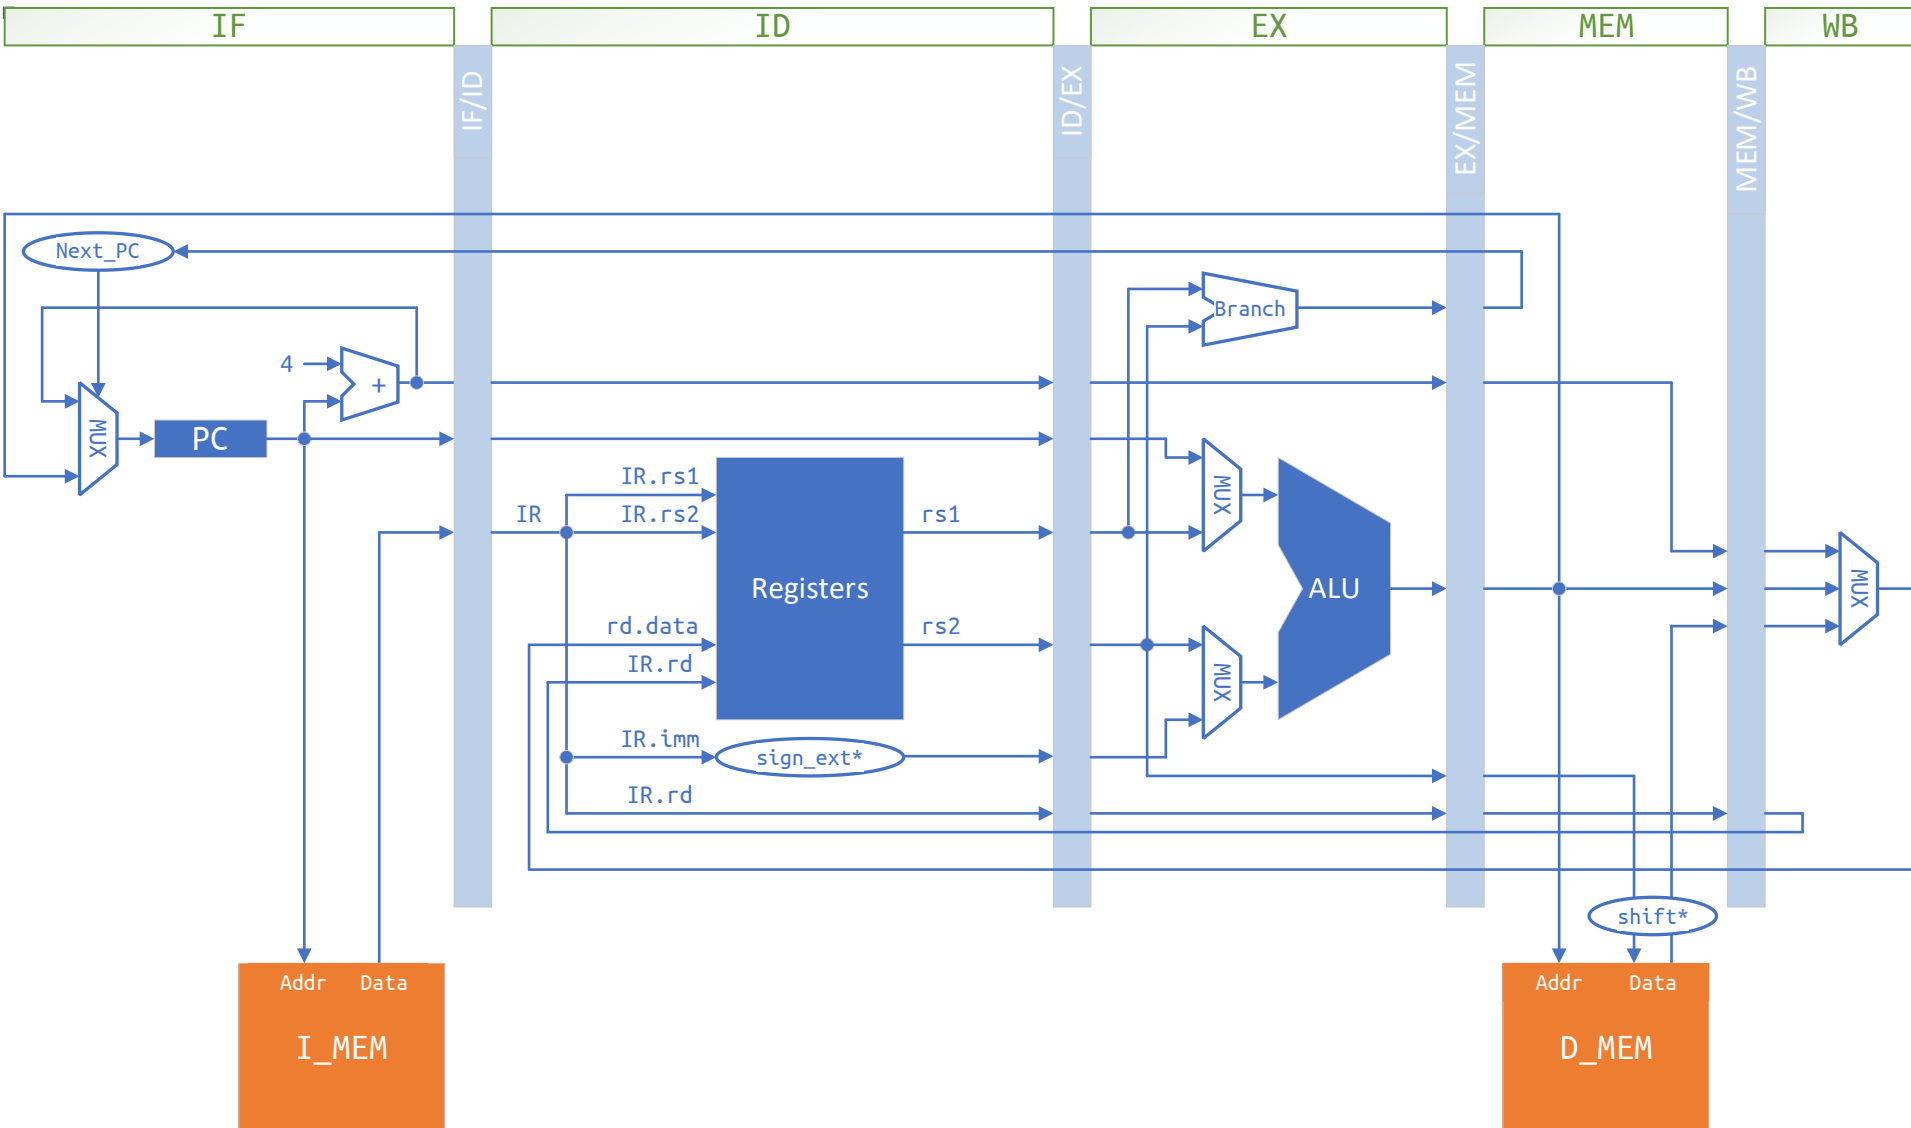 IF
ID
EX
MEM
WB
IF/ID
ID/EX
EX/MEM
MEM/WB
Next_PC
Branch
4
+
MUX
PC
IR.rs1
IR
IR.rs2
rs1
MUX
Registers
ALU
MUX
rd.data
rs2
IR.rd
MUX
IR.imm
sign_ext*
IR.rd
shift*
Addr Data
I_MEM
Addr Data
D_MEM